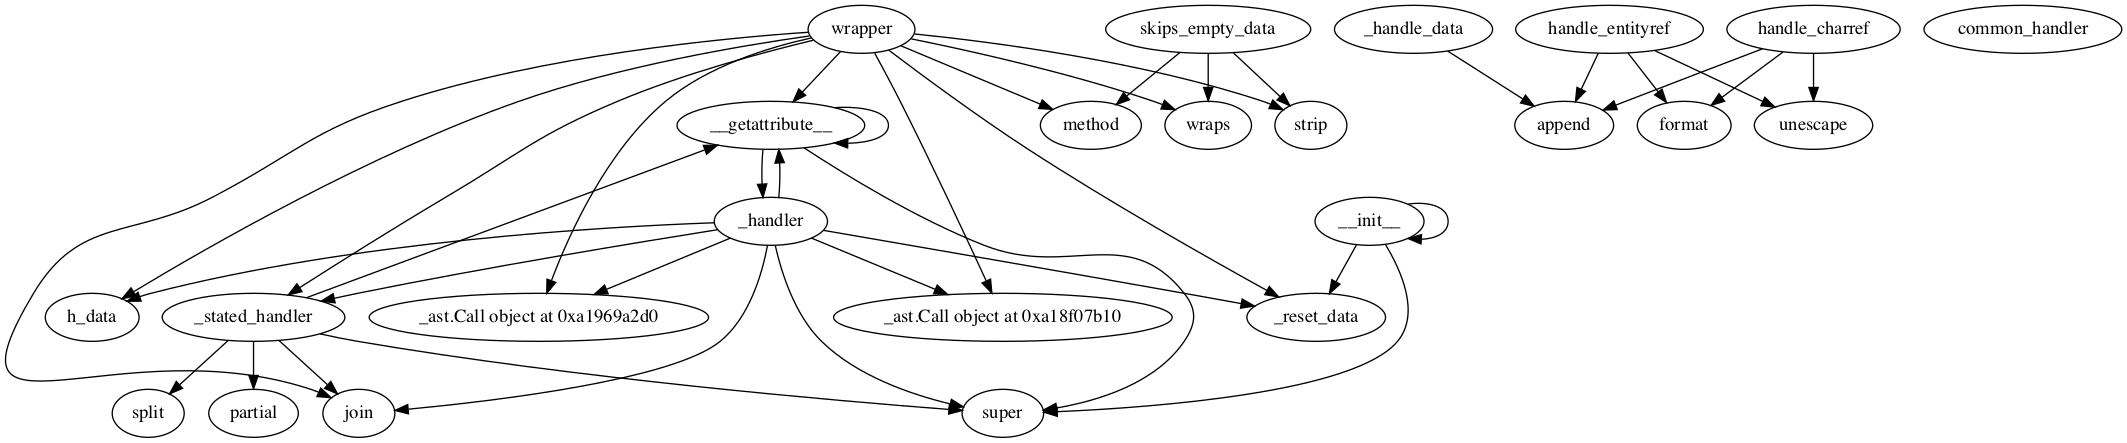 wrapper
skips_empty_data
_handle_data
handle_entityref
handle_charref
common_handler
__getattribute__
method
wraps
strip
append
format
unescape
_handler
__init__
h_data
_stated_handler
_ast.Call object at 0xa1969a2d0
_ast.Call object at 0xa18f07b10
_reset_data
split
partial
join
super